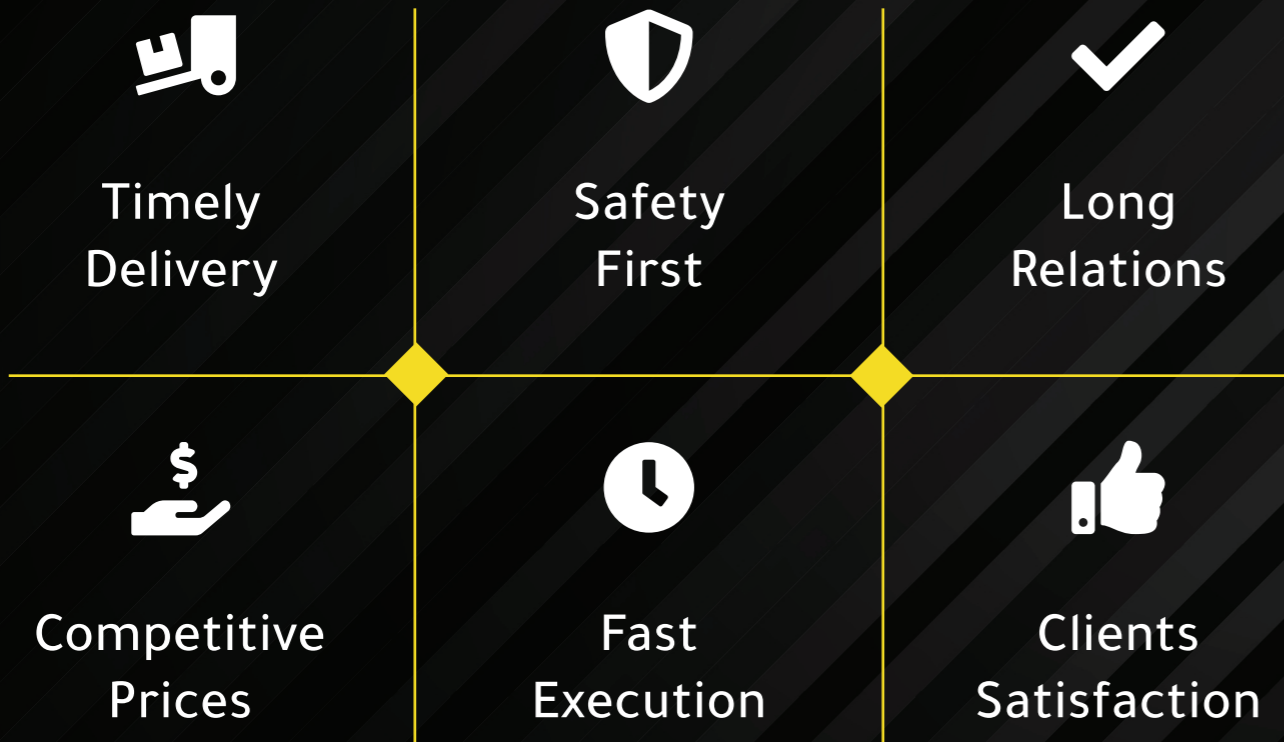 Timely
Delivery
Safety
First
Long
Relations
Competitive
Prices
Fast
Execution
Clients
Satisfaction